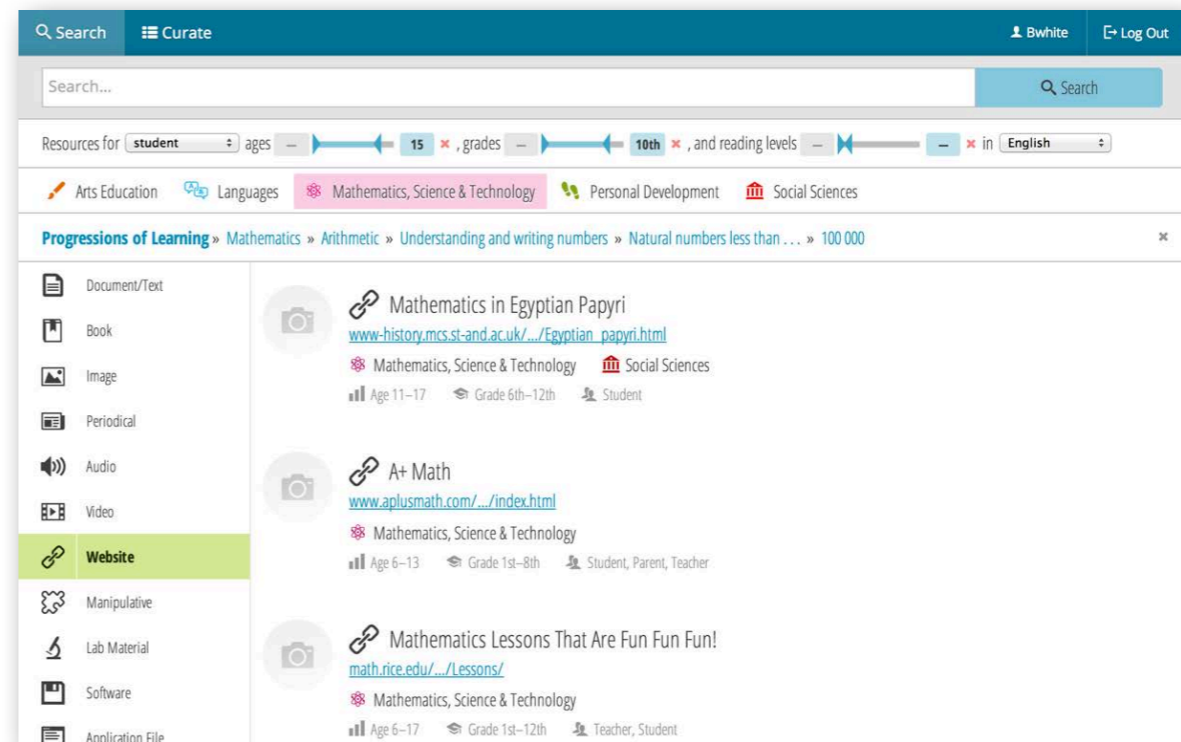 Search Curate Bwhite Log Out
Search... Search
Resources for student ages – 15 × , grades – 10th × , and reading levels – – × in English
Arts Education Languages Mathematics, Science & Technology Personal Development Social Sciences
Progressions of Learning » Mathematics » Arithmetic » Understanding and writing numbers » Natural numbers less than . . . » 100 000 ×
Document/Text
Book
Image
Periodical
Audio
Video
Website
Manipulative
Lab Material
Software
Application File
Mathematics in Egyptian Papyri
www-history.mcs.st-and.ac.uk/.../Egyptian_papyri.html
Mathematics, Science & Technology Social Sciences
Age 11–17 Grade 6th–12th Student
A+ Math
www.aplusmath.com/.../index.html
Mathematics, Science & Technology
Age 6–13 Grade 1st–8th Student, Parent, Teacher
Mathematics Lessons That Are Fun Fun Fun!
math.rice.edu/.../Lessons/
Mathematics, Science & Technology
Age 6–17 Grade 1st–12th Teacher, Student